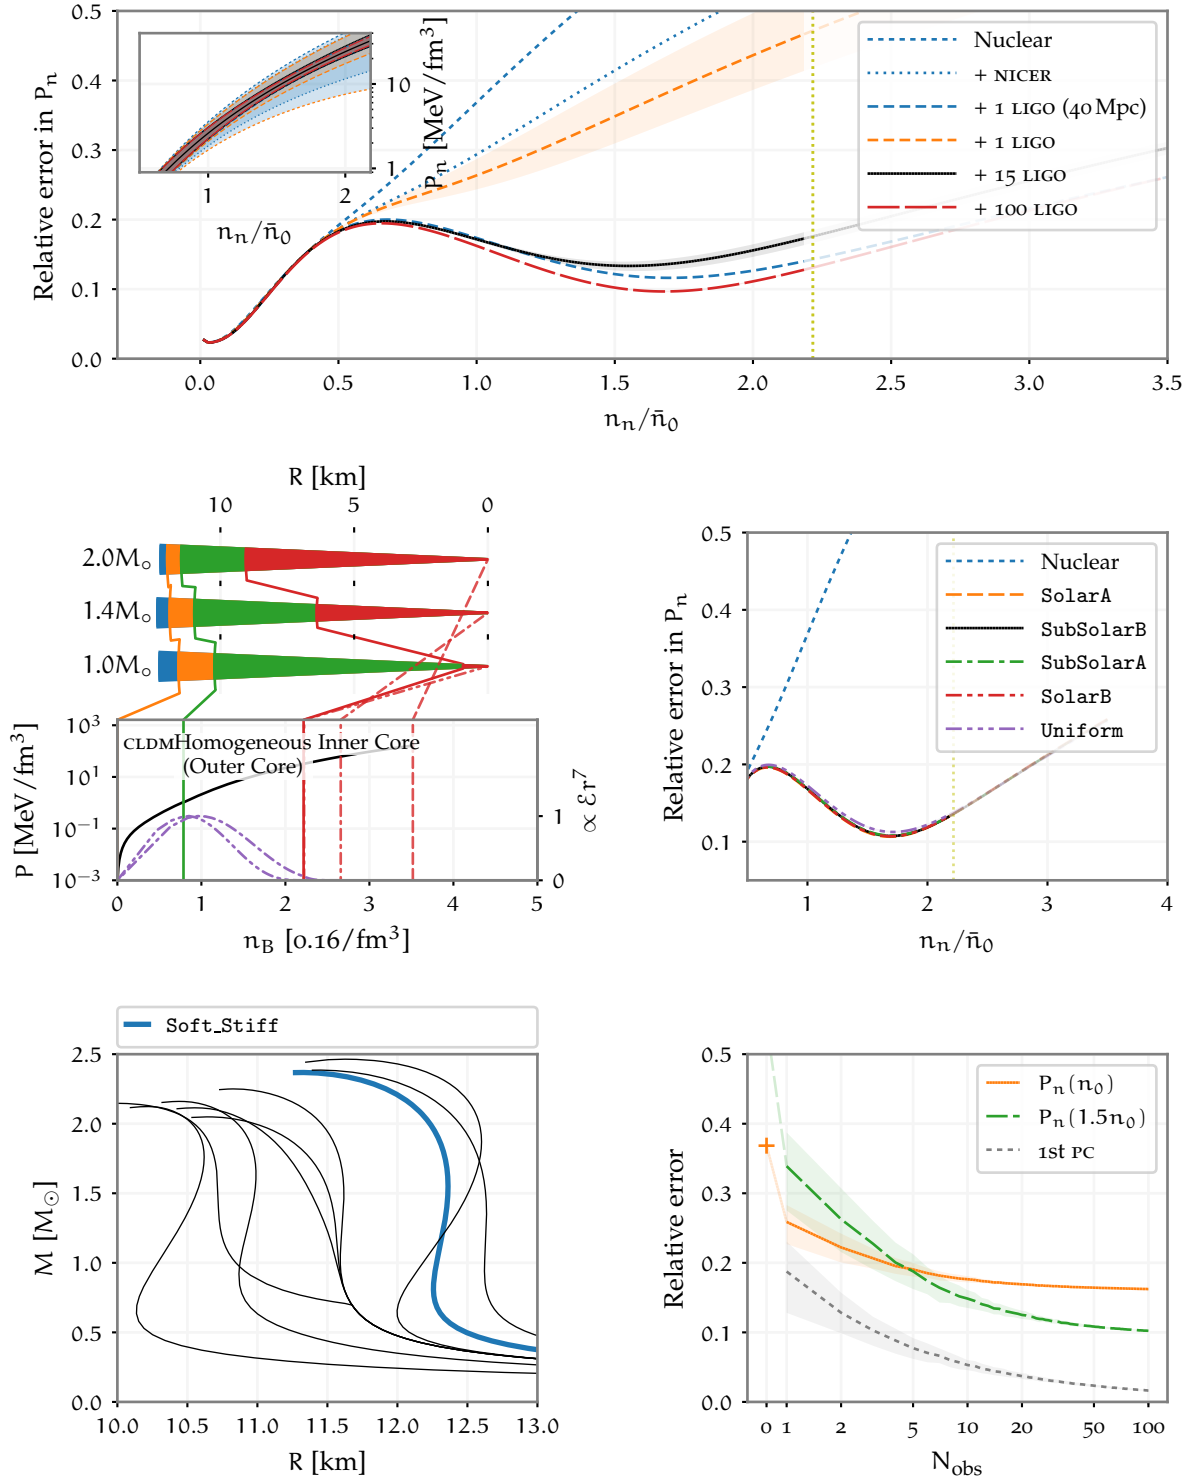 0.5
0.4
0.3
0.2
0.1
0.0
Relative error in Pₙ
10
1
Pₙ [MeV/fm³]
1 2
nₙ/n̄₀
Nuclear
+ NICER
+ 1 LIGO (40 Mpc)
+ 1 LIGO
+ 15 LIGO
+ 100 LIGO
0.0 0.5 1.0 1.5 2.0 2.5 3.0 3.5
nₙ/n̄₀
R [km]
10 5 0
2.0M∘
1.4M∘
1.0M∘
10³
10¹
10⁻¹
10⁻³
P [MeV/fm³]
CLDM Homogeneous Inner Core
(Outer Core)
1
0
∝ ℰr⁷
0 1 2 3 4 5
n_B [0.16/fm³]
0.5
0.4
0.3
0.2
0.1
Relative error in Pₙ
Nuclear
SolarA
SubSolarB
SubSolarA
SolarB
Uniform
1 2 3 4
nₙ/n̄₀
Soft_Stiff
2.5
2.0
1.5
1.0
0.5
0.0
M [M⊙]
10.0 10.5 11.0 11.5 12.0 12.5 13.0
R [km]
0.5
0.4
0.3
0.2
0.1
0.0
Relative error
Pₙ(n₀)
Pₙ(1.5n₀)
1st PC
0 1 2 5 10 20 50 100
N_obs